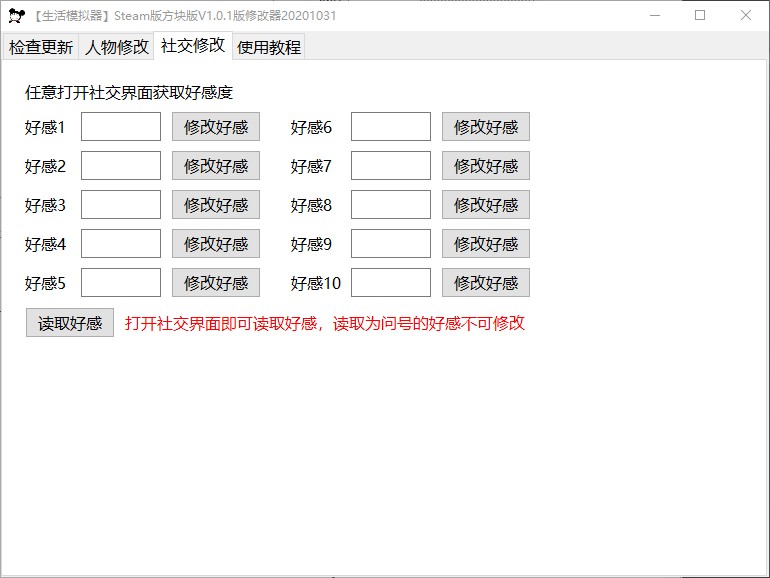 【生活模拟器】Steam版方块版V1.0.1版修改器20201031
检查更新 人物修改 社交修改 使用教程
任意打开社交界面获取好感度
好感1 修改好感 好感6 修改好感
好感2 修改好感 好感7 修改好感
好感3 修改好感 好感8 修改好感
好感4 修改好感 好感9 修改好感
好感5 修改好感 好感10 修改好感
读取好感 打开社交界面即可读取好感，读取为问号的好感不可修改